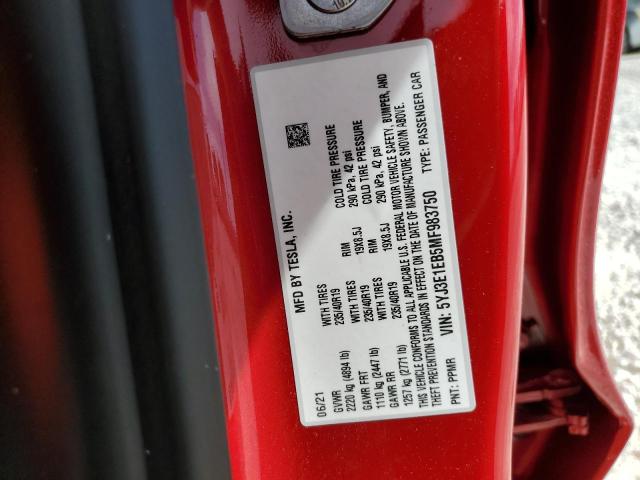 MFD BY TESLA, INC.
06/21
GVWR WITH TIRES RIM COLD TIRE PRESSURE
2220 kg (4894 lb) 235/40R19 19X8.5J 290 kPa, 42 psi
GAWR FRT WITH TIRES RIM COLD TIRE PRESSURE
1110 kg (2447 lb) 235/40R19 19X8.5J 290 kPa, 42 psi
GAWR RR WITH TIRES
1257 kg (2771 lb) 235/40R19
THIS VEHICLE CONFORMS TO ALL APPLICABLE U.S. FEDERAL MOTOR VEHICLE SAFETY, BUMPER, AND
THEFT PREVENTION STANDARDS IN EFFECT ON THE DATE OF MANUFACTURE SHOWN ABOVE.
VIN: 5YJ3E1EB5MF983750 TYPE: PASSENGER CAR
PNT: PPMR